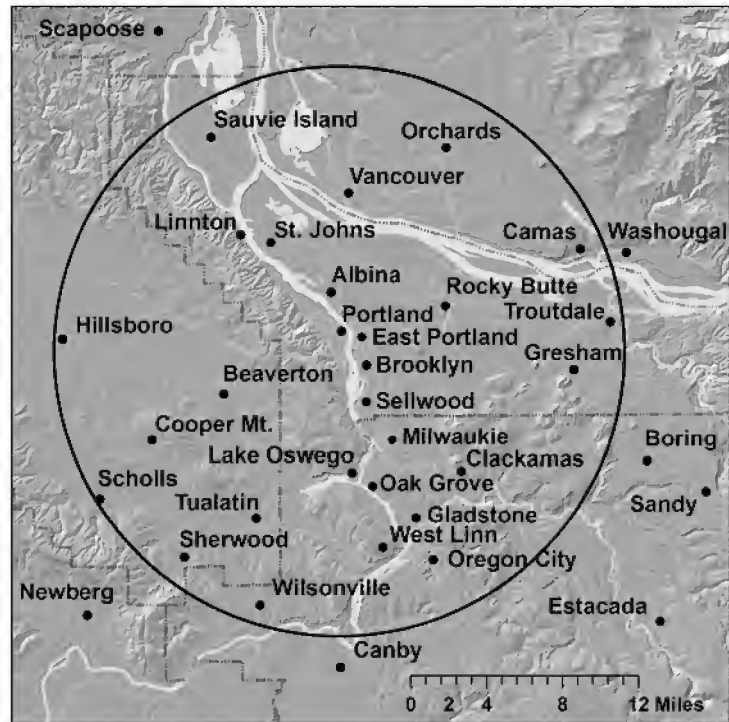 Scapoose
Sauvie Island
Orchards
Vancouver
Linnton
St. Johns
Camas
Washougal
Albina
Rocky Butte
Portland
Troutdale
Hillsboro
East Portland
Gresham
Brooklyn
Beaverton
Sellwood
Cooper Mt.
Milwaukie
Boring
Lake Oswego
Clackamas
Scholls
Oak Grove
Sandy
Tualatin
Gladstone
Sherwood
West Linn
Oregon City
Newberg
Wilsonville
Estacada
Canby
0 2 4 8 12 Miles